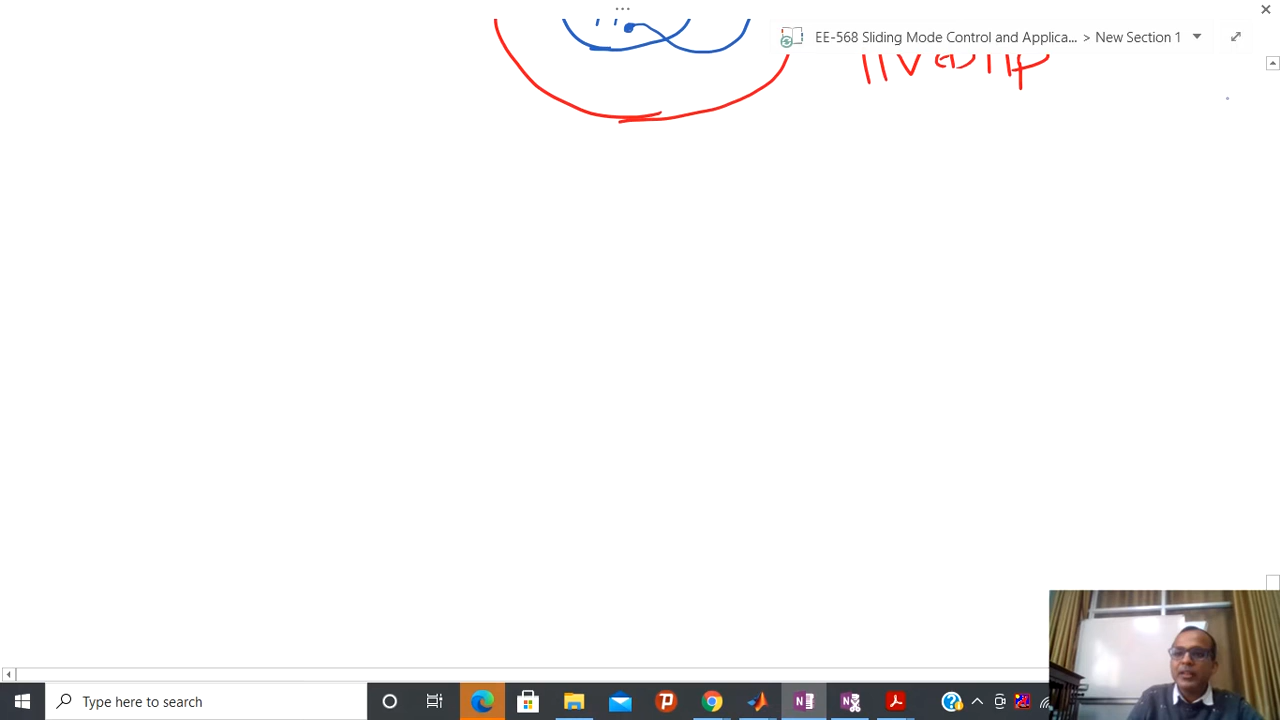 EE-568 Sliding Mode Control and Applica... > New Section 1
Type here to search